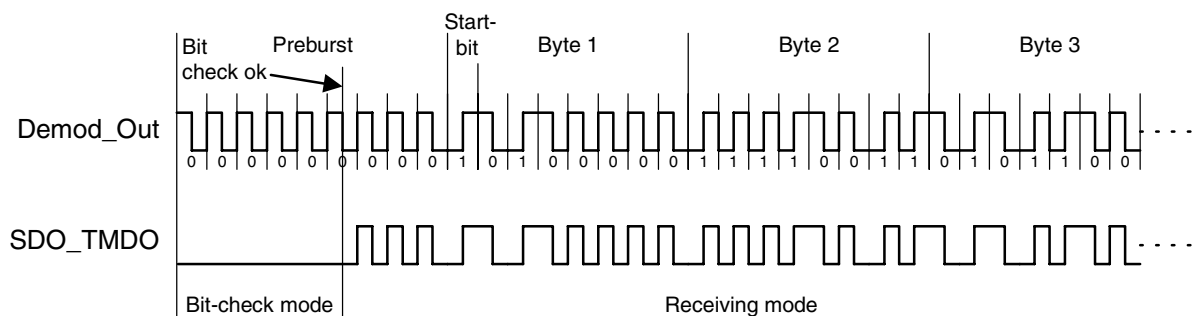 Start-
bit
Bit
check ok
Preburst
Byte 1
Byte 2
Byte 3
Demod_Out
0 0 0 0 0 0 0 0 0 1 0 1 0 0 0 0 0 1 1 1 1 0 0 1 1 0 1 0 1 1 0 0
SDO_TMDO
Bit-check mode
Receiving mode